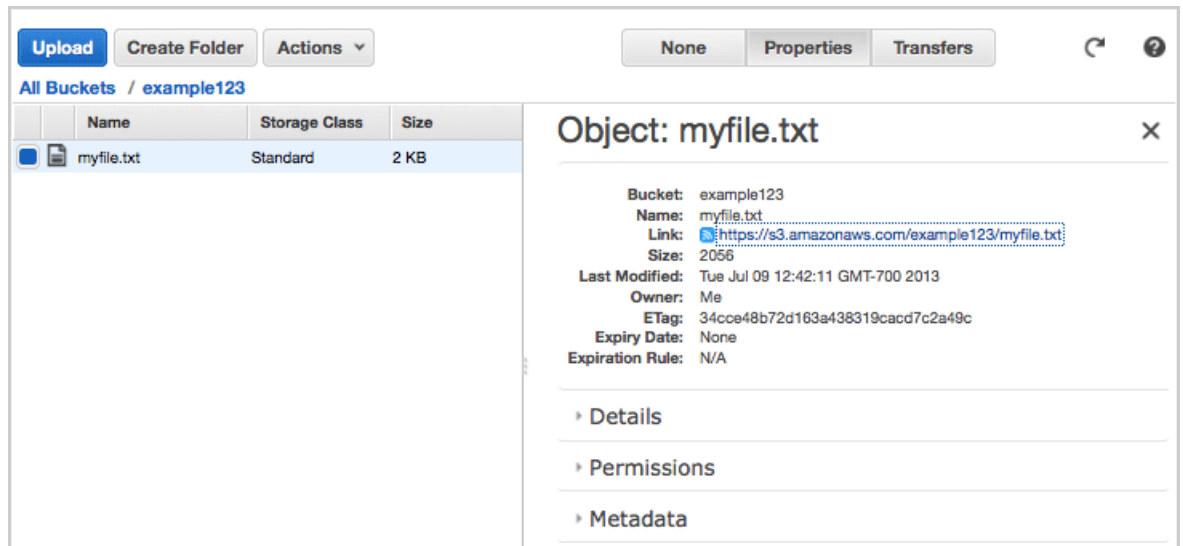 Upload Create Folder Actions None Properties Transfers
All Buckets / example123
Name Storage Class Size
myfile.txt Standard 2 KB
Object: myfile.txt
Bucket: example123
Name: myfile.txt
Link: https://s3.amazonaws.com/example123/myfile.txt
Size: 2056
Last Modified: Tue Jul 09 12:42:11 GMT-700 2013
Owner: Me
ETag: 34cce48b72d163a438319cacd7c2a49c
Expiry Date: None
Expiration Rule: N/A
Details
Permissions
Metadata